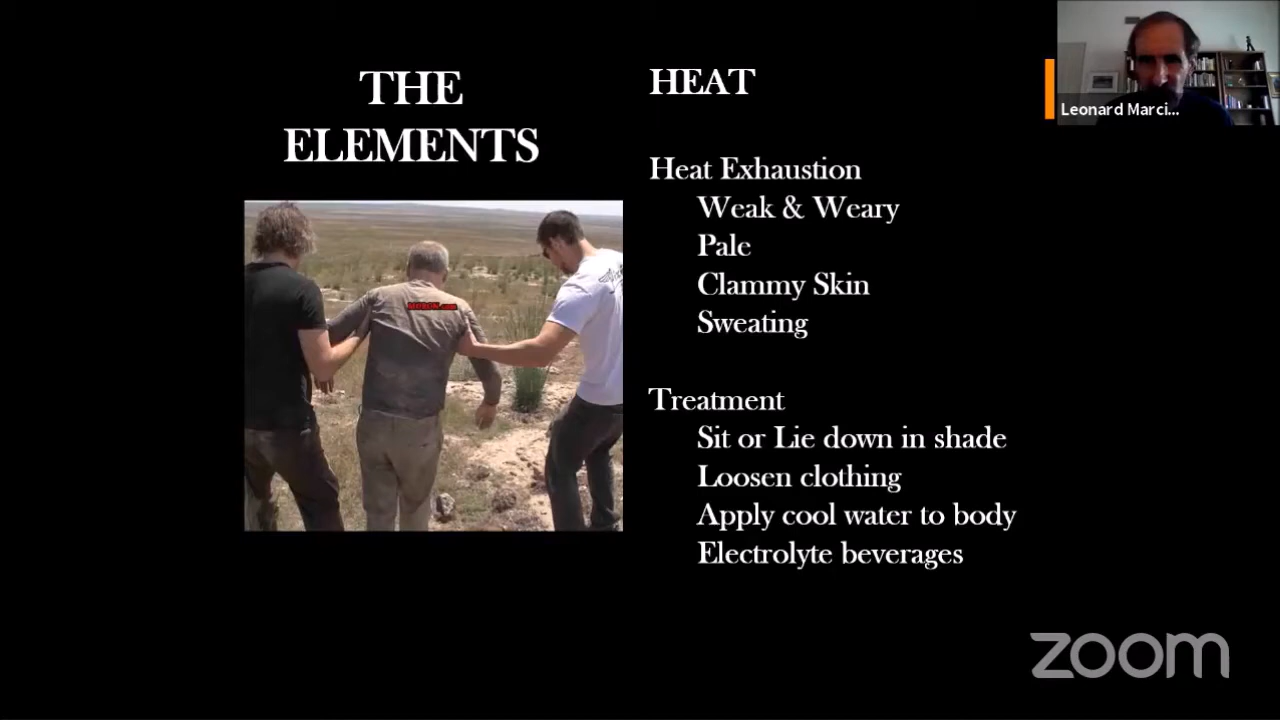 THE
ELEMENTS
HEAT
Heat Exhaustion
Weak & Weary
Pale
Clammy Skin
Sweating
Treatment
Sit or Lie down in shade
Loosen clothing
Apply cool water to body
Electrolyte beverages
Leonard Marci...
zoom